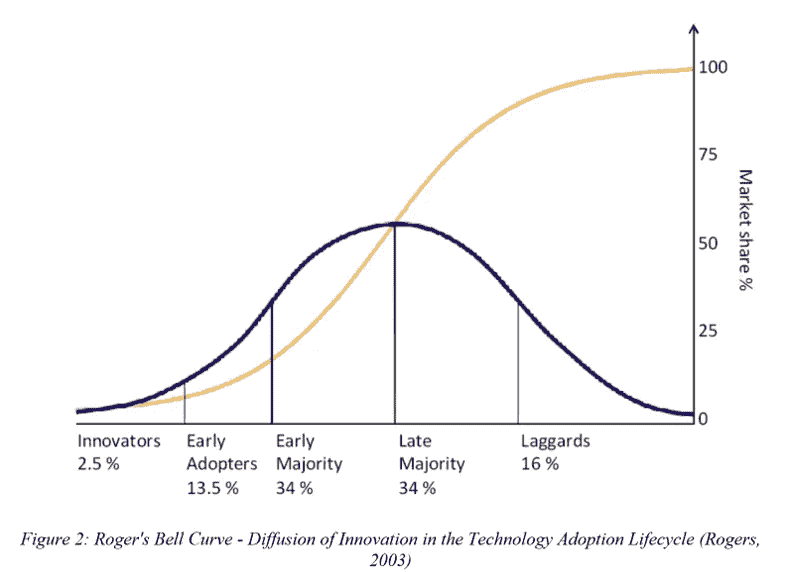 100
75
50
25
0
Market share %
Innovators
2.5 %
Early
Adopters
13.5 %
Early
Majority
34 %
Late
Majority
34 %
Laggards
16 %
Figure 2: Roger's Bell Curve - Diffusion of Innovation in the Technology Adoption Lifecycle (Rogers,
2003)